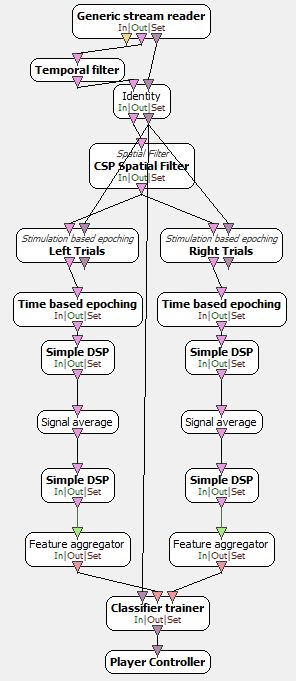 Generic stream reader
In|Out|Set
Temporal filter
Identity
In|Out|Set
Spatial Filter
CSP Spatial Filter
In|Out|Set
Stimulation based epoching
Left Trials
Stimulation based epoching
Right Trials
Time based epoching
In|Out|Set
Time based epoching
In|Out|Set
Simple DSP
In|Out|Set
Simple DSP
In|Out|Set
Signal average
Signal average
Simple DSP
In|Out|Set
Simple DSP
In|Out|Set
Feature aggregator
In|Out|Set
Feature aggregator
In|Out|Set
Classifier trainer
In|Out|Set
Player Controller